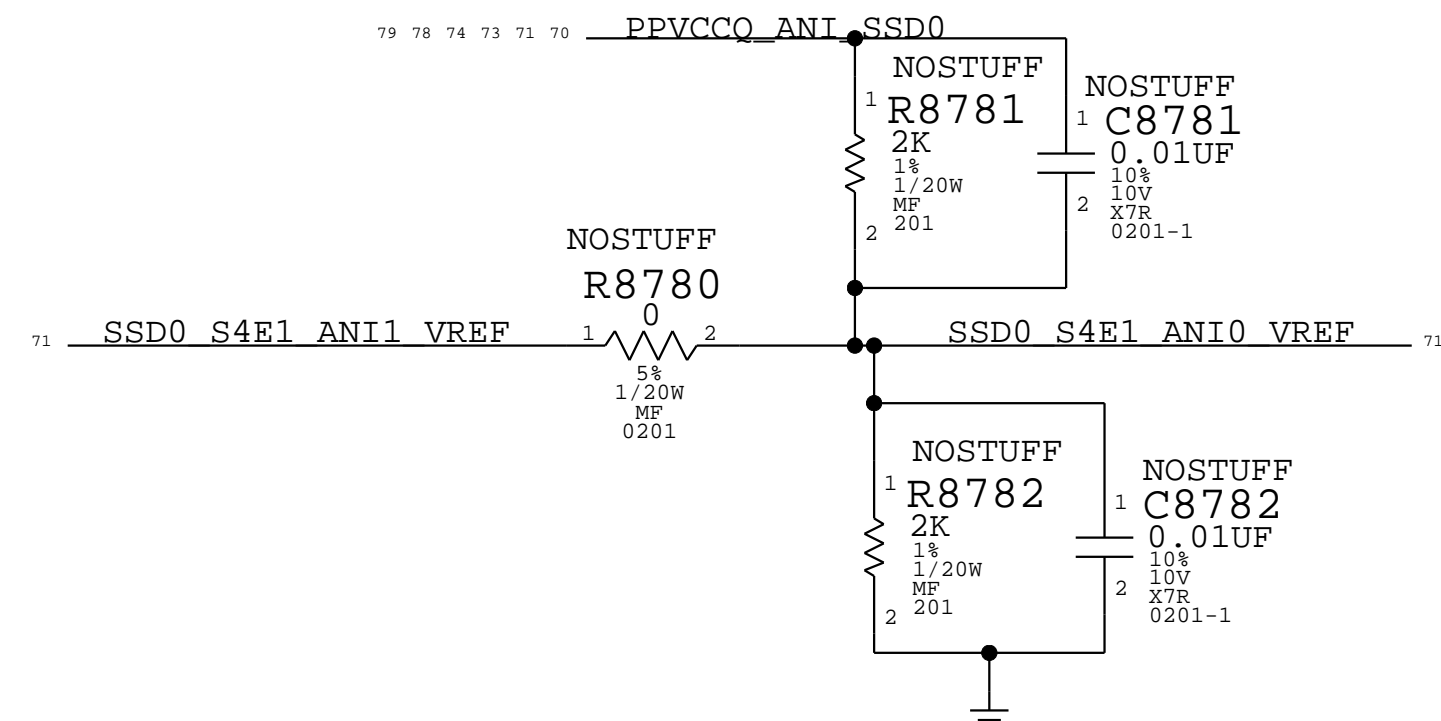 79 78 74 73 71 70 PPVCCQ_ANI_SSD0
NOSTUFF
R8781
1
2K
1%
1/20W
MF
201
2
NOSTUFF
C8781
1
0.01UF
10%
10V
X7R
0201-1
2
NOSTUFF
R8780
0
71 SSD0_S4E1_ANI1_VREF 1 2 SSD0_S4E1_ANI0_VREF 71
5%
1/20W
MF
0201
NOSTUFF
R8782
1
2K
1%
1/20W
MF
201
2
NOSTUFF
C8782
1
0.01UF
10%
10V
X7R
0201-1
2